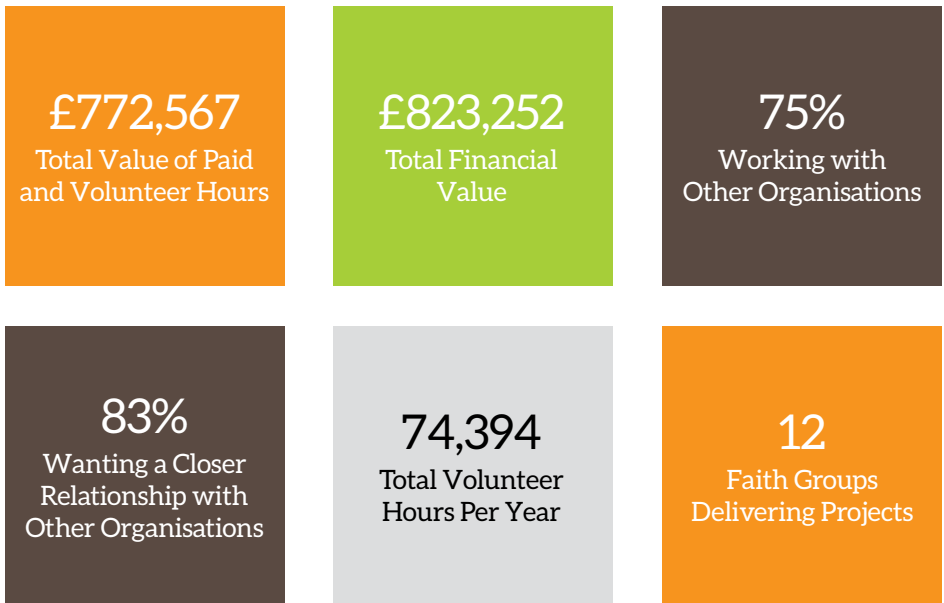 £772,567
Total Value of Paid
and Volunteer Hours
£823,252
Total Financial
Value
75%
Working with
Other Organisations
83%
Wanting a Closer
Relationship with
Other Organisations
74,394
Total Volunteer
Hours Per Year
12
Faith Groups
Delivering Projects